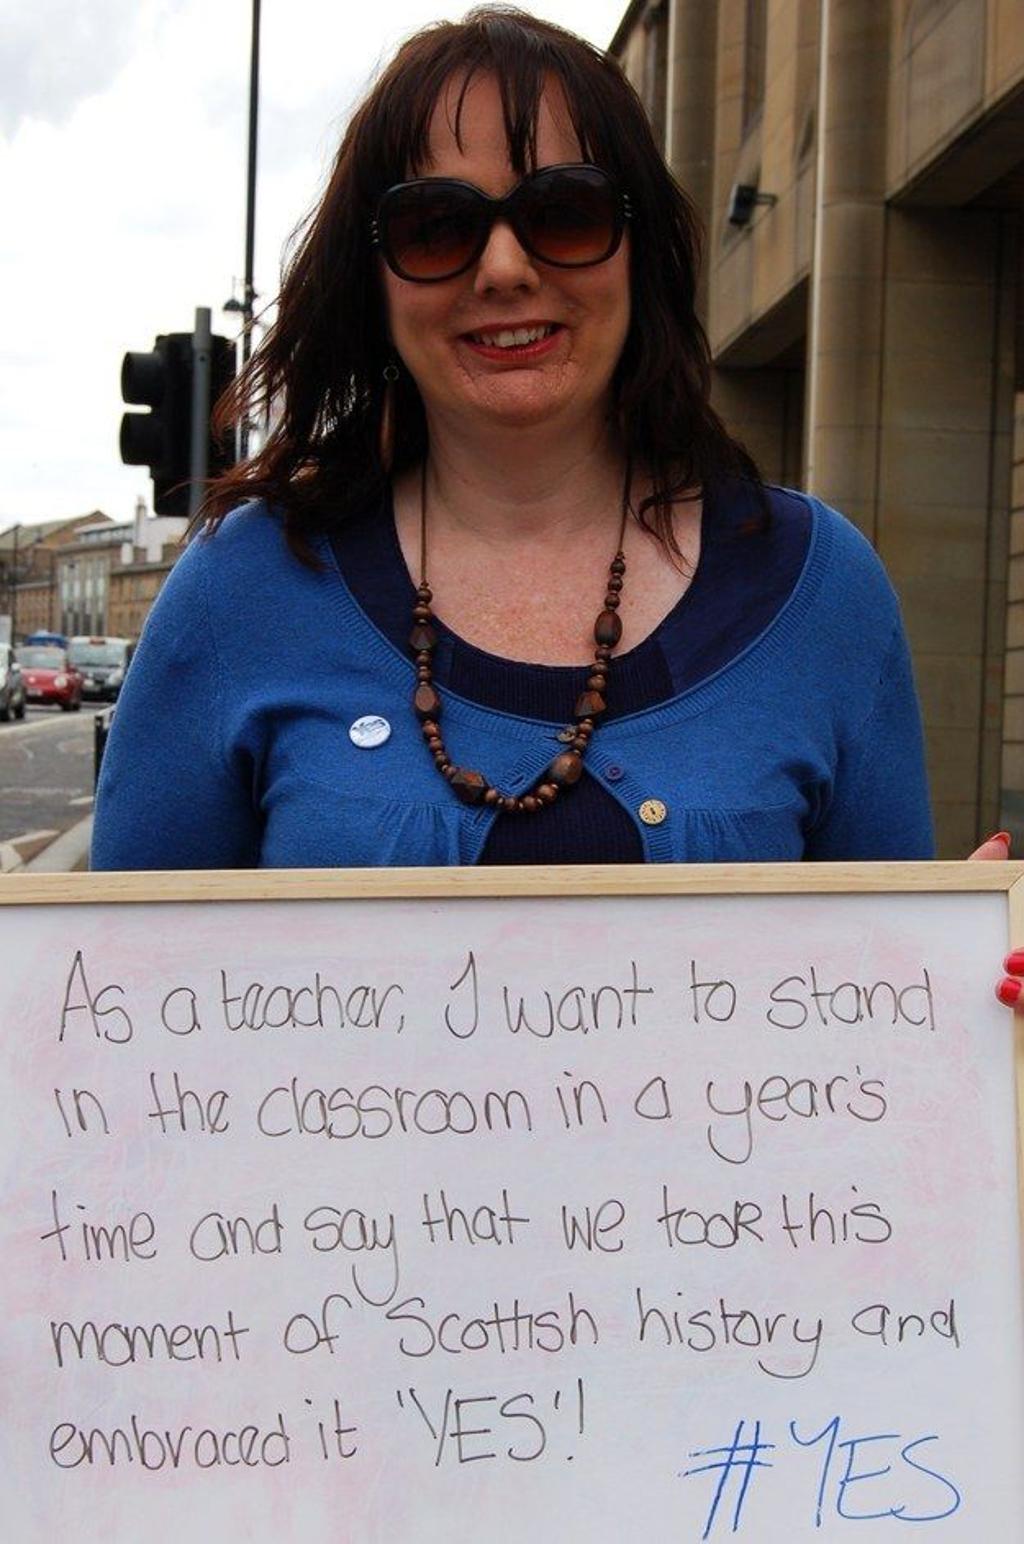 Yes
As a teacher, I want to stand
in the classroom in a year's
time and say that we took this
moment of Scottish history and
embraced it 'YES'!
#YES